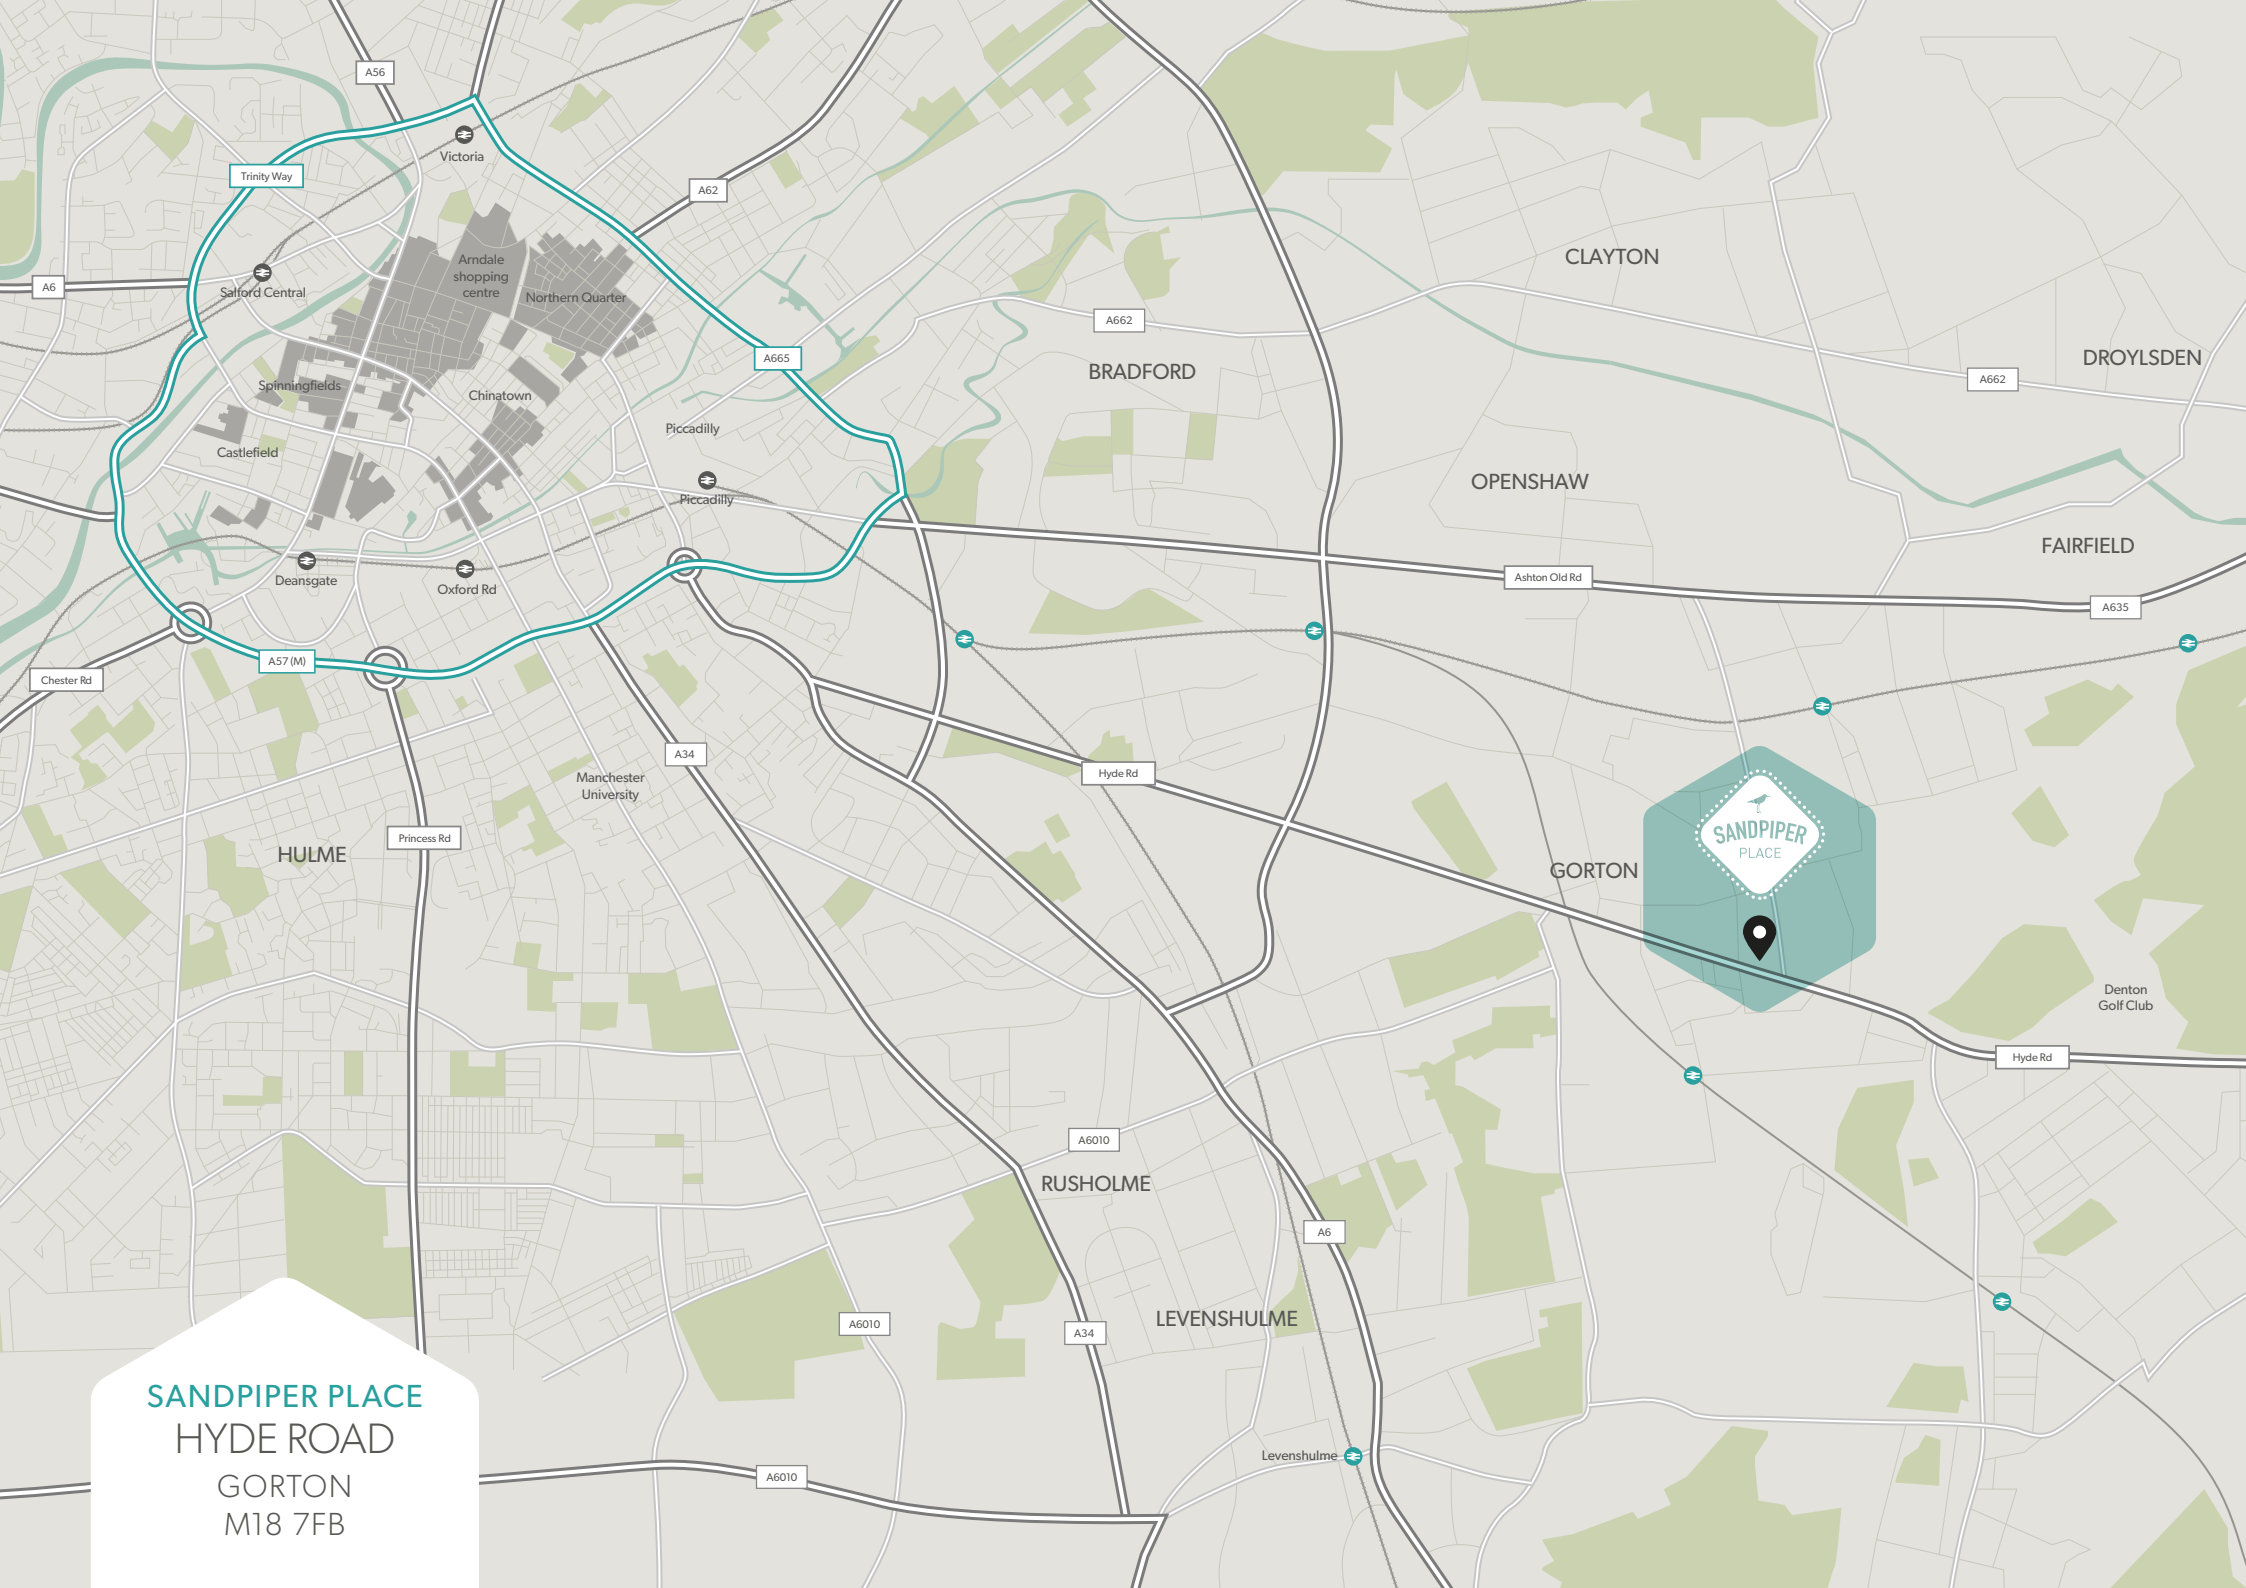 A56
Victoria
Trinity Way
A62
A6
Salford Central
Arndale
shopping
centre
Northern Quarter
CLAYTON
A662
A665
BRADFORD
DROYLSDEN
A662
Spinningfields
Chinatown
Piccadilly
Castlefield
Piccadilly
OPENSHAW
FAIRFIELD
Deansgate
Oxford Rd
Ashton Old Rd
A635
A57 (M)
Chester Rd
A34
Manchester
University
Hyde Rd
HULME
Princess Rd
GORTON
SANDPIPER
PLACE
Denton
Golf Club
Hyde Rd
A6010
RUSHOLME
A6
LEVENSHULME
A6010
A34
Levenshulme
A6010
SANDPIPER PLACE
HYDE ROAD
GORTON
M18 7FB